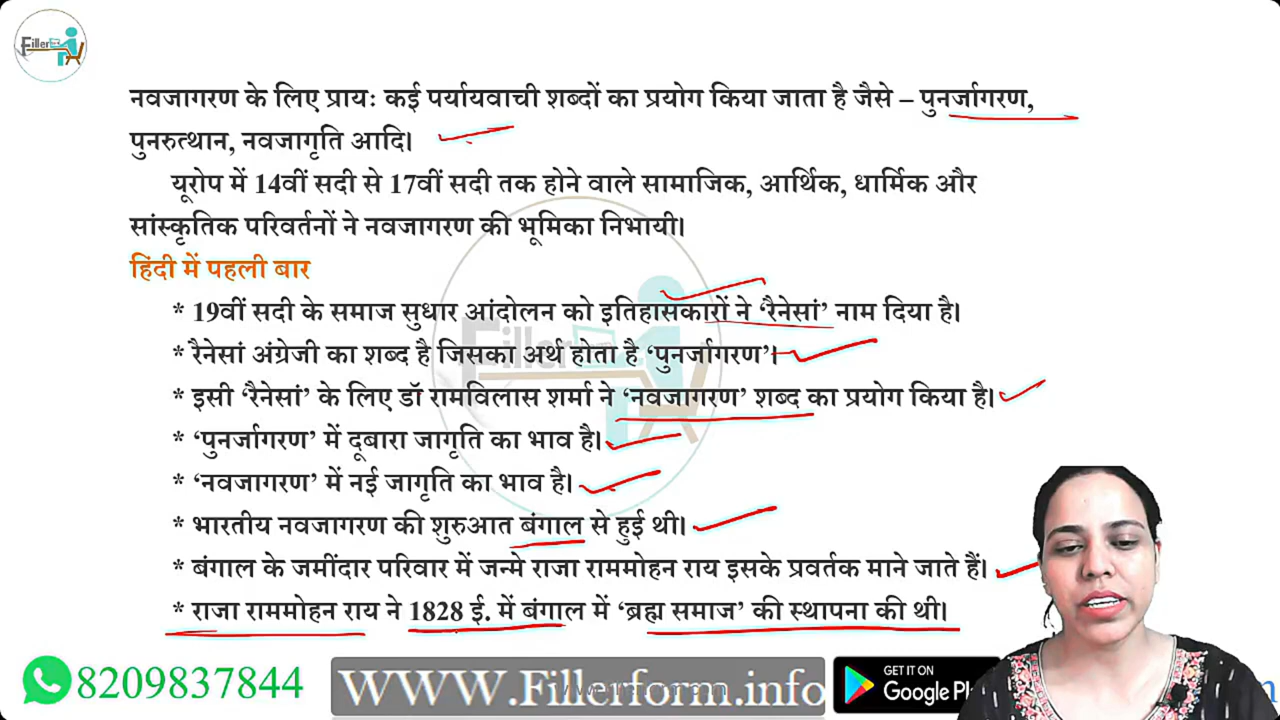 Filler
नवजागरण के लिए प्रायः कई पर्यायवाची शब्दों का प्रयोग किया जाता है जैसे – पुनर्जागरण,
पुनरुत्थान, नवजागृति आदि।
यूरोप में 14वीं सदी से 17वीं सदी तक होने वाले सामाजिक, आर्थिक, धार्मिक और
सांस्कृतिक परिवर्तनों ने नवजागरण की भूमिका निभायी।
हिंदी में पहली बार
* 19वीं सदी के समाज सुधार आंदोलन को इतिहासकारों ने ‘रैनेसां’ नाम दिया है।
* रैनेसां अंग्रेजी का शब्द है जिसका अर्थ होता है ‘पुनर्जागरण’।
* इसी ‘रैनेसां’ के लिए डॉ रामविलास शर्मा ने ‘नवजागरण’ शब्द का प्रयोग किया है।
* ‘पुनर्जागरण’ में दूबारा जागृति का भाव है।
* ‘नवजागरण’ में नई जागृति का भाव है।
* भारतीय नवजागरण की शुरुआत बंगाल से हुई थी।
* बंगाल के जमींदार परिवार में जन्मे राजा राममोहन राय इसके प्रवर्तक माने जाते हैं।
* राजा राममोहन राय ने 1828 ई. में बंगाल में ‘ब्रह्म समाज’ की स्थापना की थी।
8209837844
WWW.Fillerform.info
GET IT ON
Google